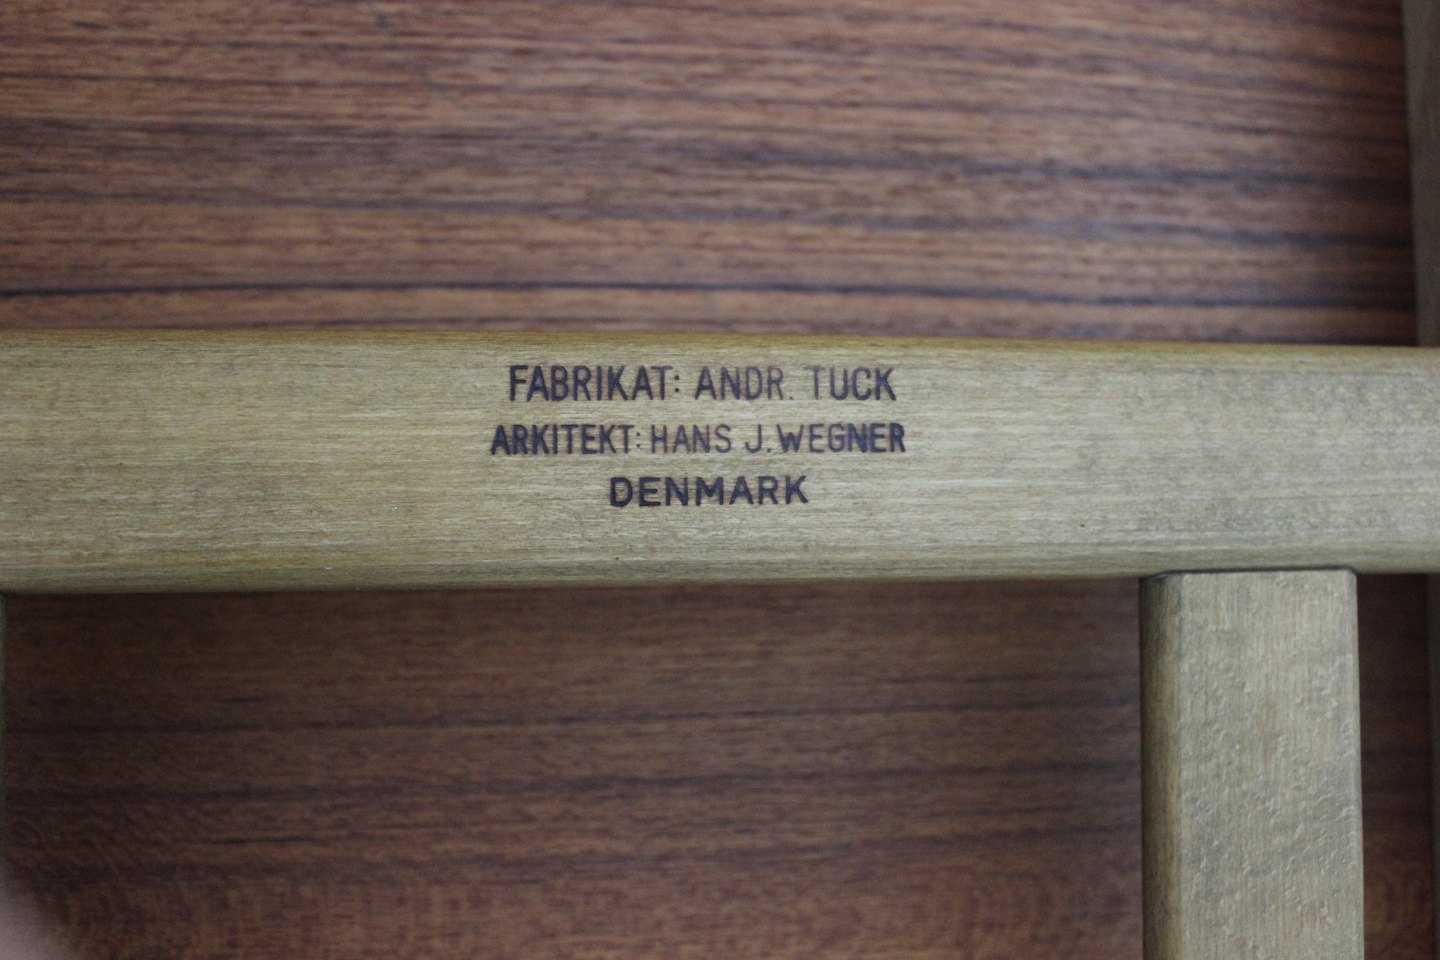 FABRIKAT: ANDR. TUCK
ARKITEKT: HANS J. WEGNER
DENMARK